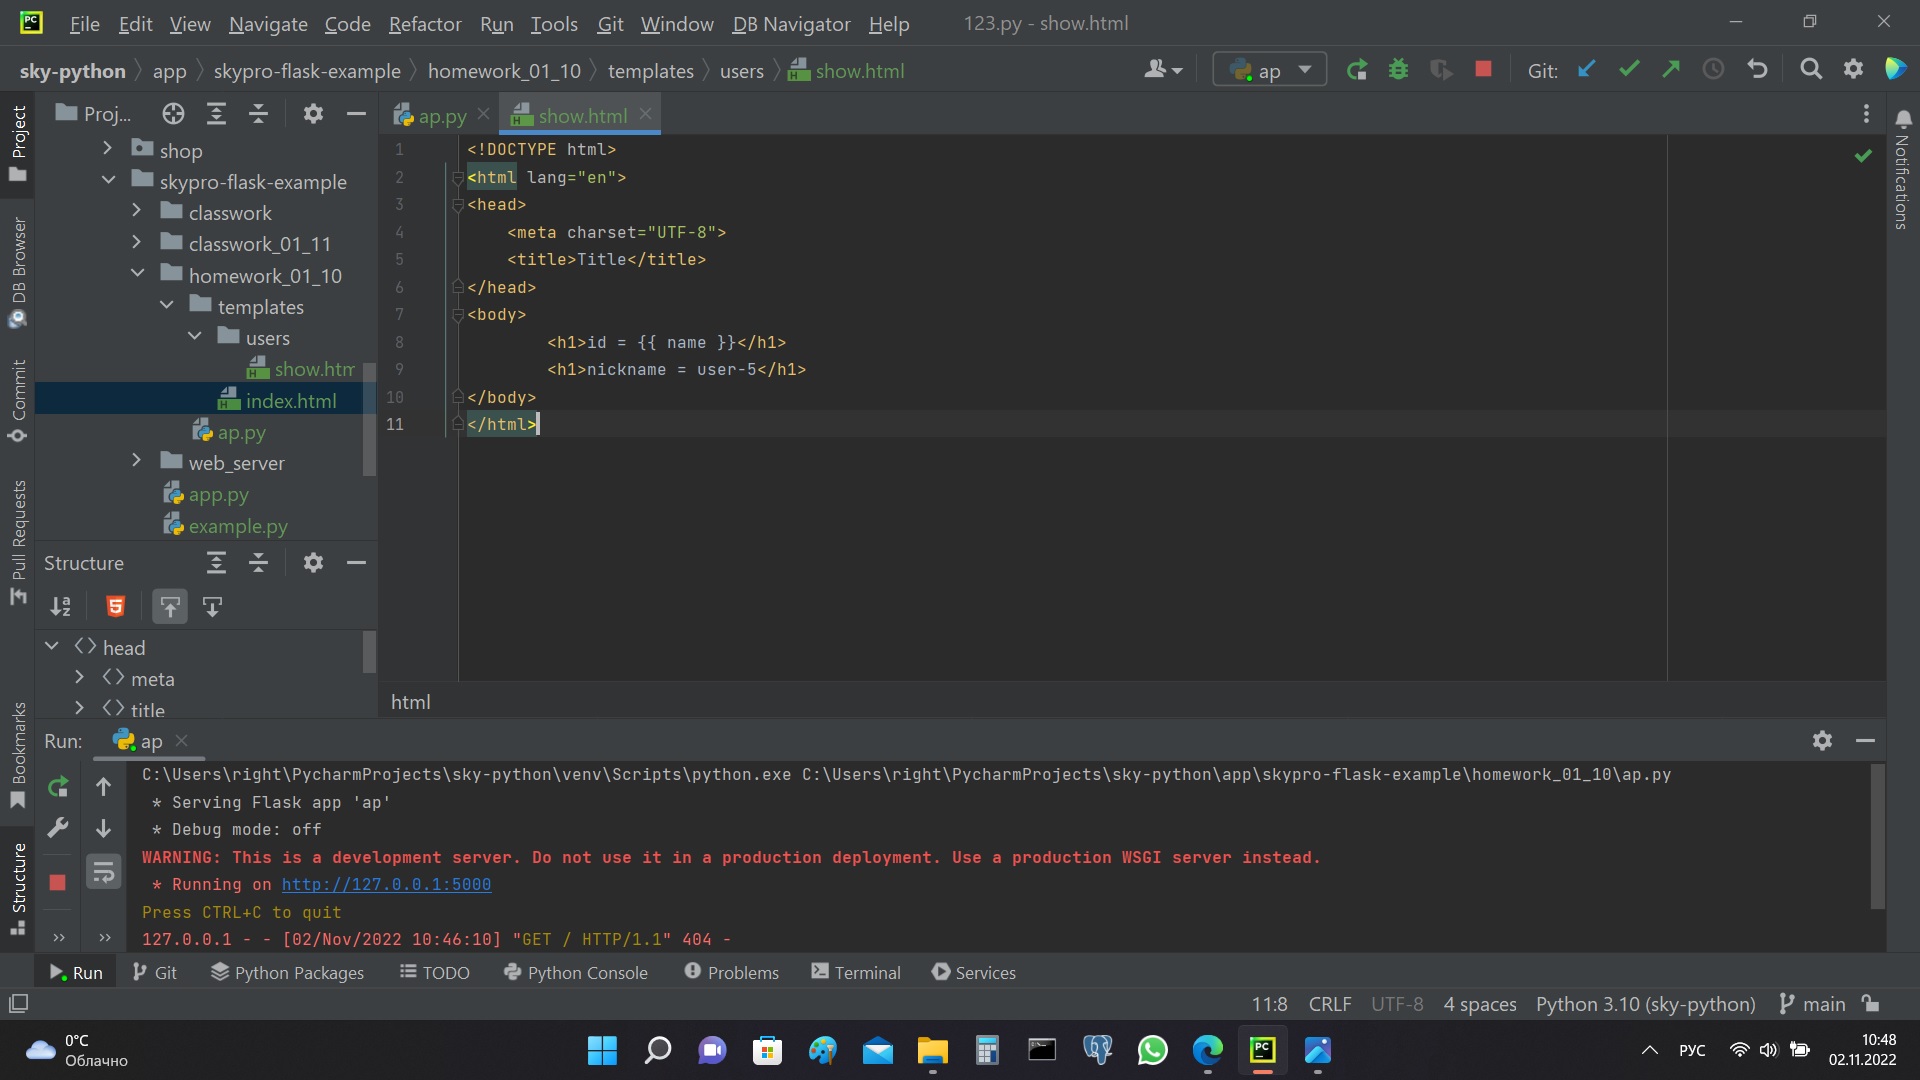 File Edit View Navigate Code Refactor Run Tools Git Window DB Navigator Help 123.py - show.html
sky-python app skypro-flask-example homework_01_10 templates users show.html ap Git:
Project
DB Browser
Commit
Pull Requests
Bookmarks
Structure
Proj...
shop
skypro-flask-example
classwork
classwork_01_11
homework_01_10
templates
users
show.htm
index.html
ap.py
web_server
app.py
example.py
Structure
head
meta
title
ap.py show.html
1 <!DOCTYPE html>
2 <html lang="en">
3 <head>
4 <meta charset="UTF-8">
5 <title>Title</title>
6 </head>
7 <body>
8 <h1>id = {{ name }}</h1>
9 <h1>nickname = user-5</h1>
10 </body>
11 </html>
html
Notifications
Run: ap
C:\Users\right\PycharmProjects\sky-python\venv\Scripts\python.exe C:\Users\right\PycharmProjects\sky-python\app\skypro-flask-example\homework_01_10\ap.py
* Serving Flask app 'ap'
* Debug mode: off
WARNING: This is a development server. Do not use it in a production deployment. Use a production WSGI server instead.
* Running on http://127.0.0.1:5000
Press CTRL+C to quit
127.0.0.1 - - [02/Nov/2022 10:46:10] "GET / HTTP/1.1" 404 -
Run Git Python Packages TODO Python Console Problems Terminal Services
11:8 CRLF UTF-8 4 spaces Python 3.10 (sky-python) main
0°C
Облачно
РУС
10:48
02.11.2022